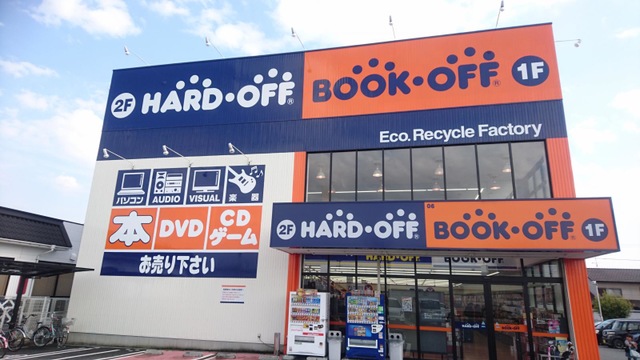 2F HARD・OFF® BOOK・OFF® 1F
Eco. Recycle Factory
パソコン AUDIO VISUAL 楽器
本 DVD CD ゲーム
お売り下さい
2F HARD・OFF® BOOK・OFF® 1F
HARD・OFF BOOK・OFF